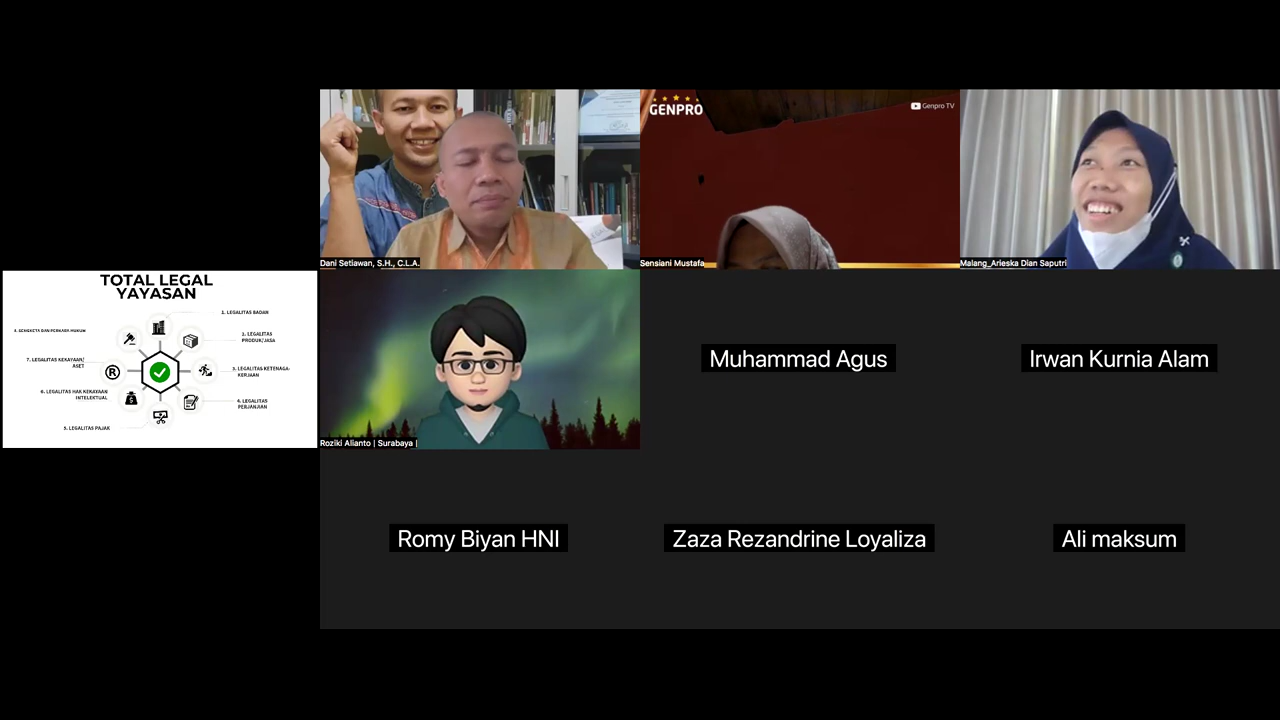 TOTAL LEGAL
YAYASAN
1. LEGALITAS BADAN
2. LEGALITAS
PRODUK/JASA
3. LEGALITAS KETENAGA-
KERJAAN
4. LEGALITAS
PERJANJIAN
5. LEGALITAS PAJAK
6. LEGALITAS HAK KEKAYAAN
INTELEKTUAL
7. LEGALITAS KEKAYAAN/
ASET
8. SENGKETA DAN PERKARA HUKUM
R
$
Dani Setiawan, S.H., C.L.A.
GENPRO
Genpro TV
Sensiani Mustafa
Malang_Arieska Dian Saputri
Roziki Alianto | Surabaya |
Muhammad Agus
Irwan Kurnia Alam
Romy Biyan HNI
Zaza Rezandrine Loyaliza
Ali maksum